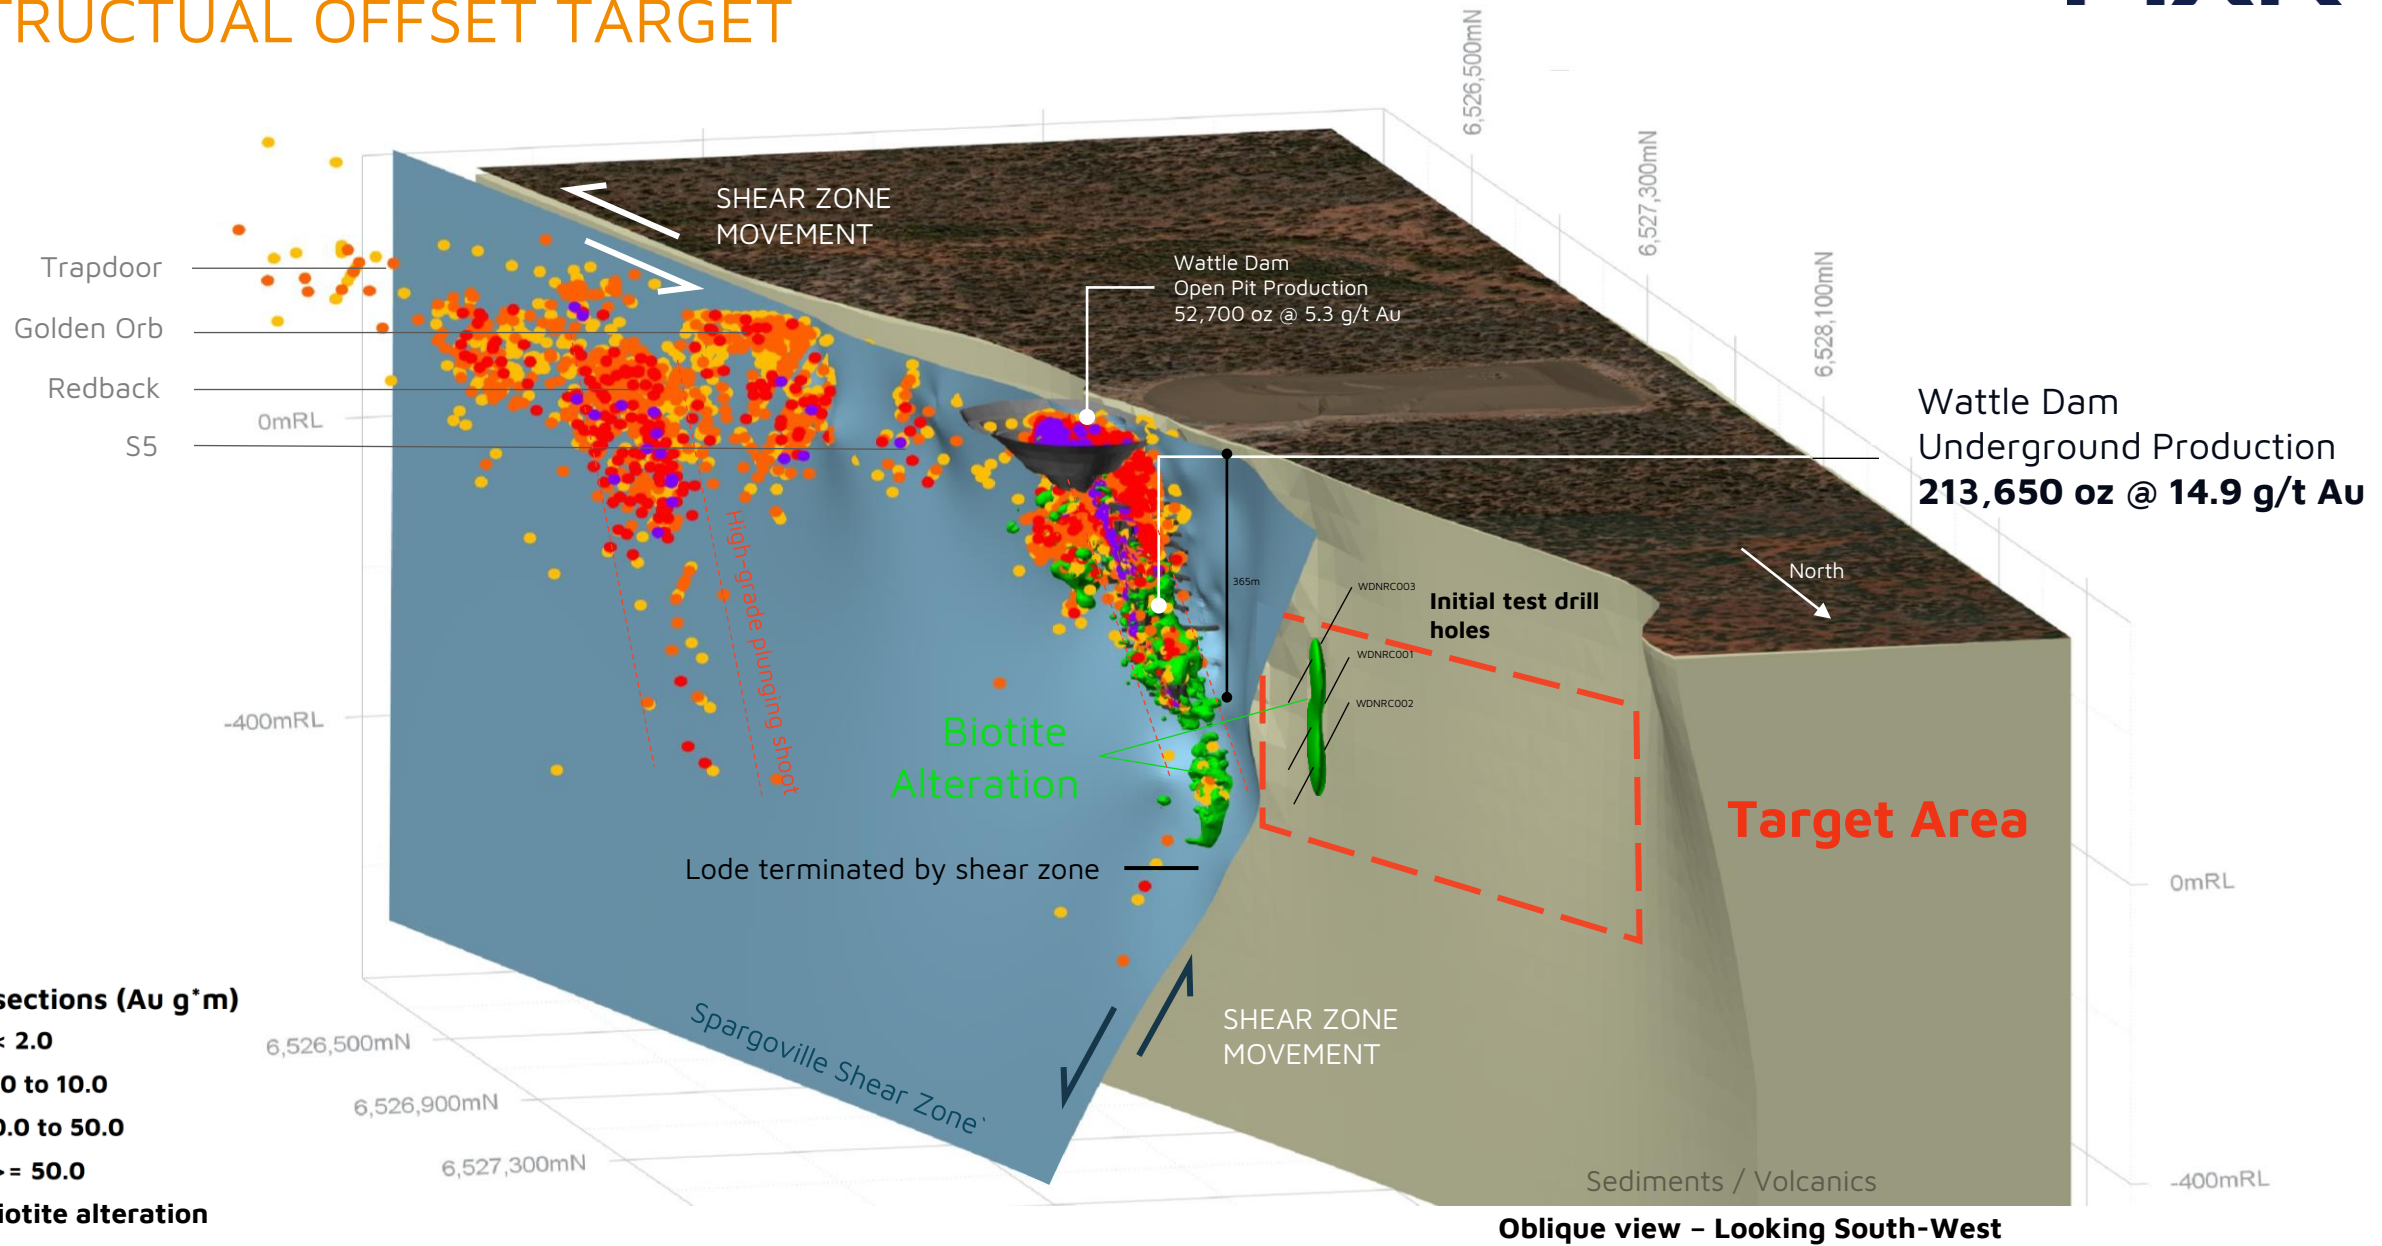 TRUCTUAL OFFSET TARGET
6,526,500mN
6,527,300mN
6,528,100mN
SHEAR ZONE
MOVEMENT
Wattle Dam
Open Pit Production
52,700 oz @ 5.3 g/t Au
Trapdoor
Golden Orb
Redback
0mRL
S5
Wattle Dam
Underground Production
213,650 oz @ 14.9 g/t Au
North
365m
WDNRC003
Initial test drill
holes
WDNRC001
WDNRC002
High-grade plunging shoot
-400mRL
Biotite
Alteration
Target Area
Lode terminated by shear zone
0mRL
sections (Au g*m)
< 2.0
0 to 10.0
0.0 to 50.0
>= 50.0
iotite alteration
6,526,500mN
6,526,900mN
6,527,300mN
Spargoville Shear Zone`
SHEAR ZONE
MOVEMENT
Sediments / Volcanics
-400mRL
Oblique view – Looking South-West